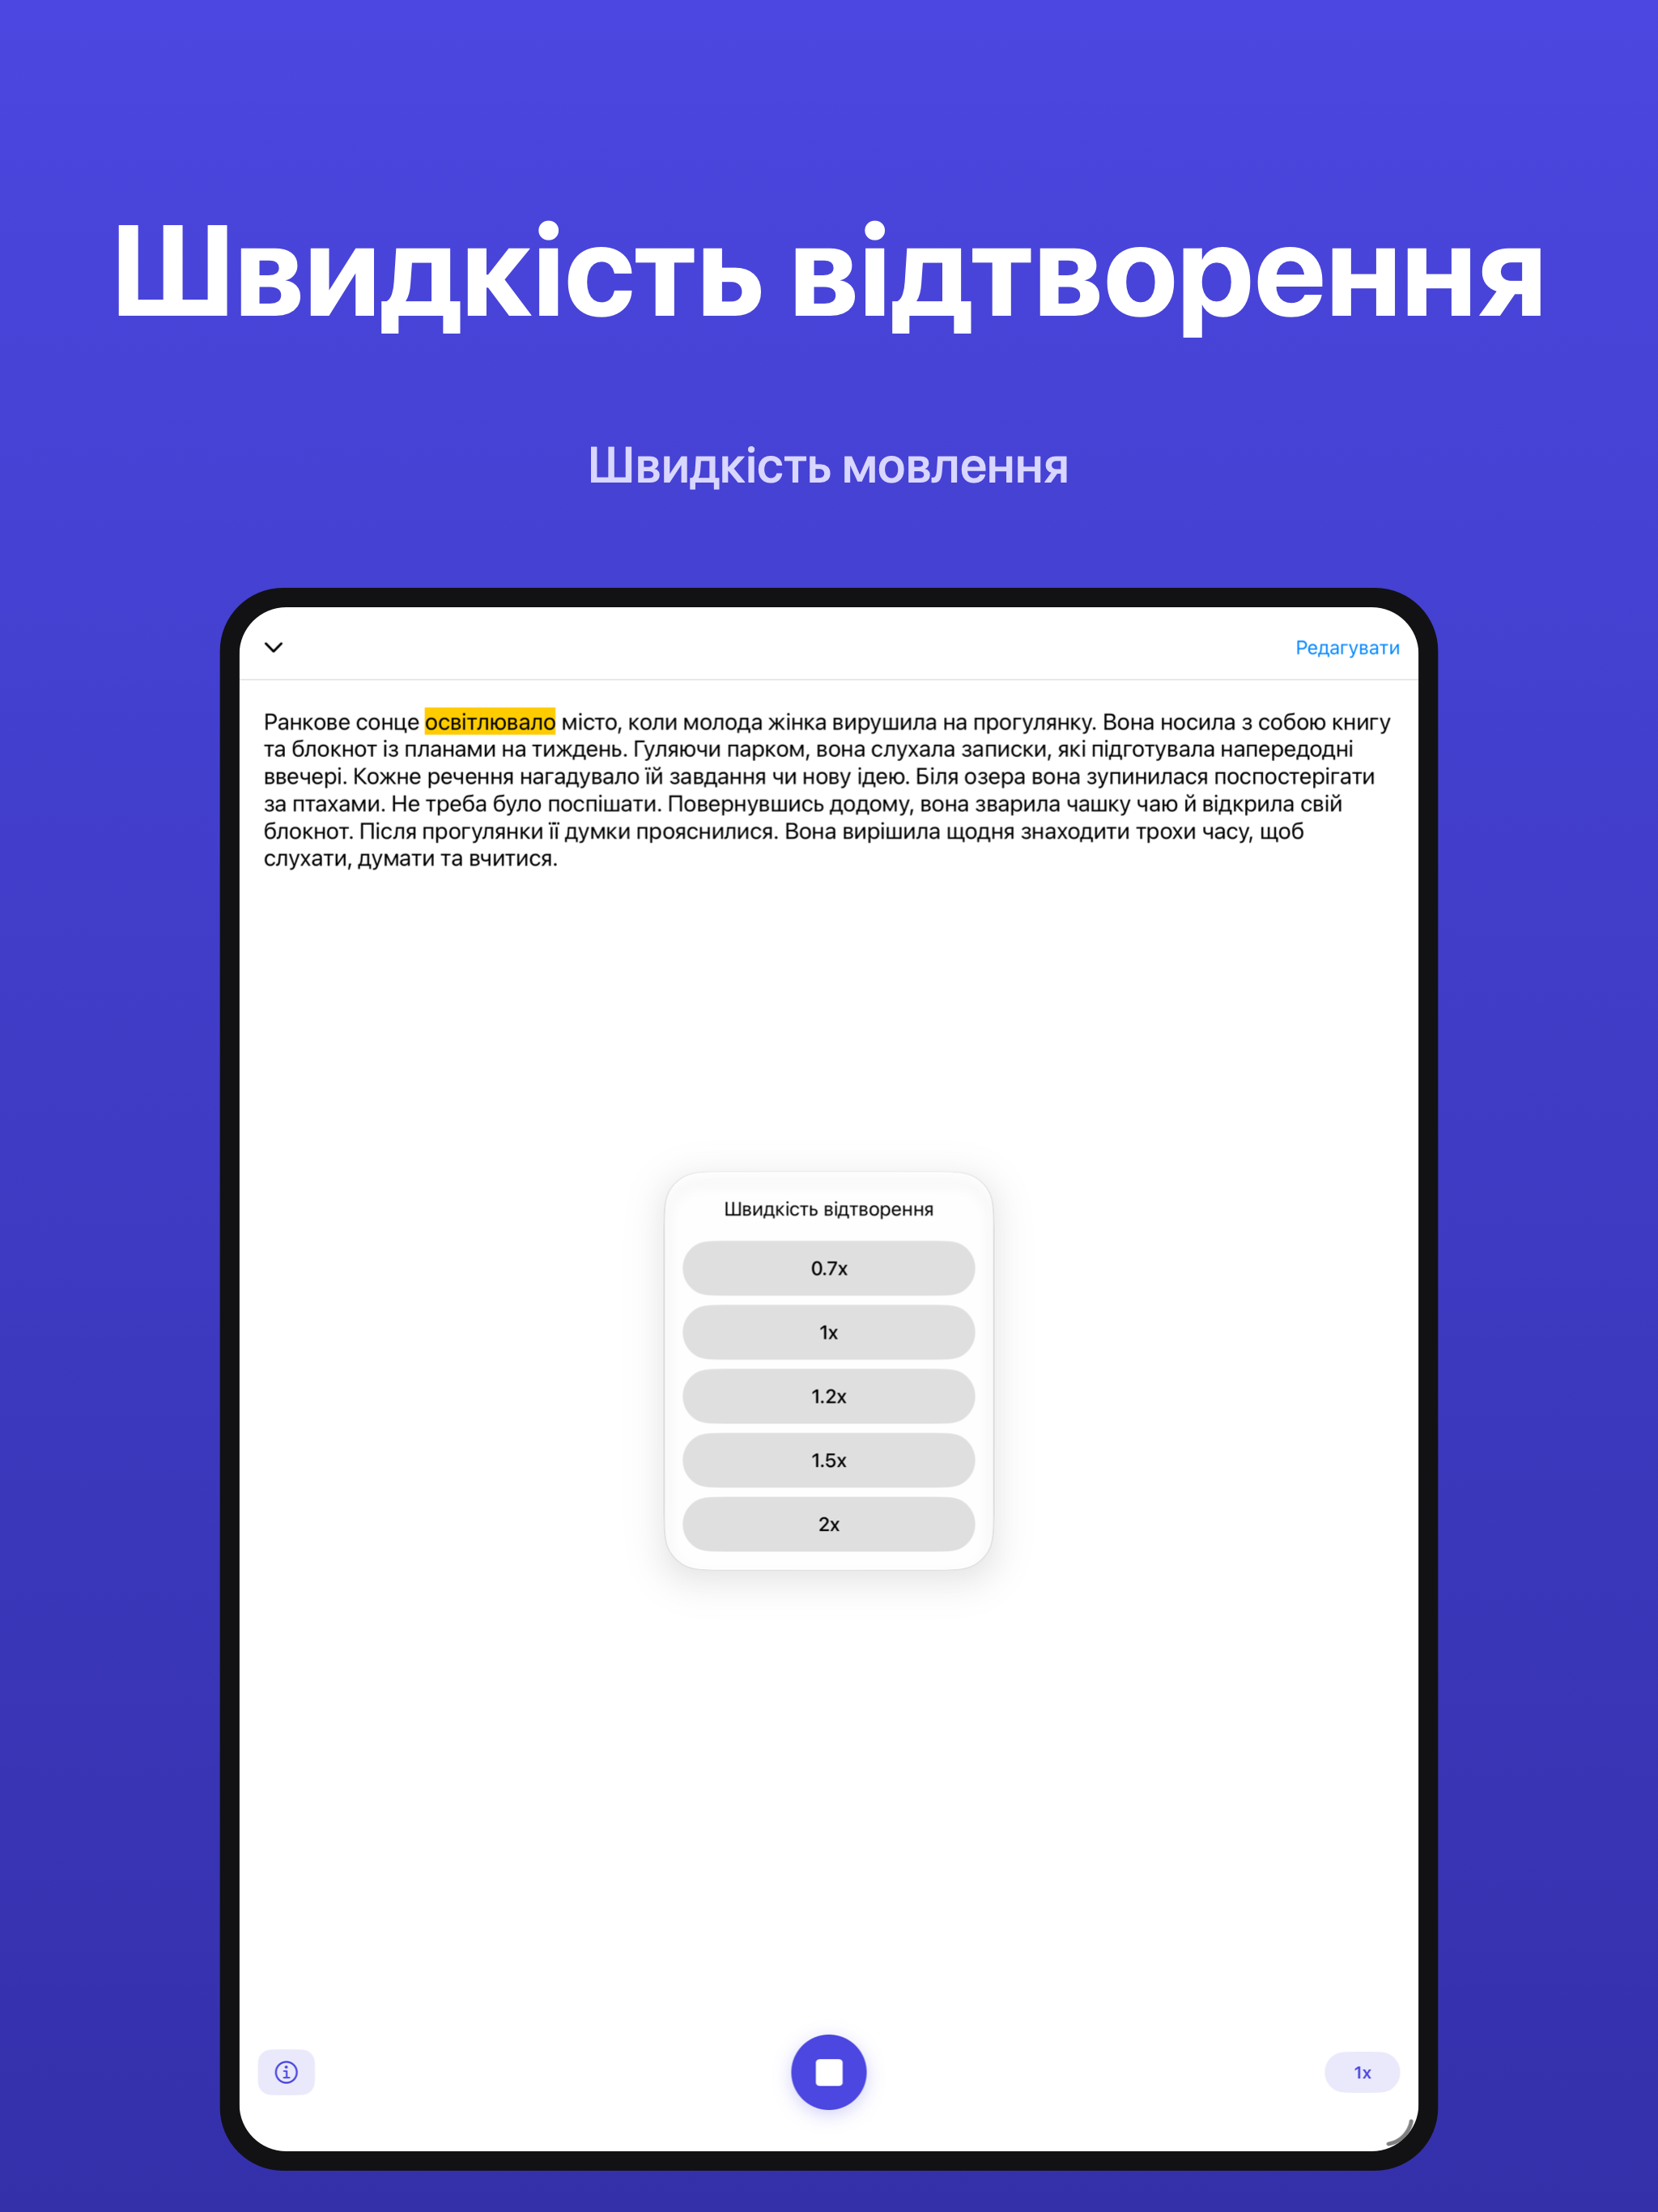 Швидкість відтворення
Швидкість мовлення
Редагувати
Ранкове сонце освітлювало місто, коли молода жінка вирушила на прогулянку. Вона носила з собою книгу
та блокнот із планами на тиждень. Гуляючи парком, вона слухала записки, які підготувала напередодні
ввечері. Кожне речення нагадувало їй завдання чи нову ідею. Біля озера вона зупинилася поспостерігати
за птахами. Не треба було поспішати. Повернувшись додому, вона зварила чашку чаю й відкрила свій
блокнот. Після прогулянки її думки прояснилися. Вона вирішила щодня знаходити трохи часу, щоб
слухати, думати та вчитися.
Швидкість відтворення
0.7x
1x
1.2x
1.5x
2x
1x